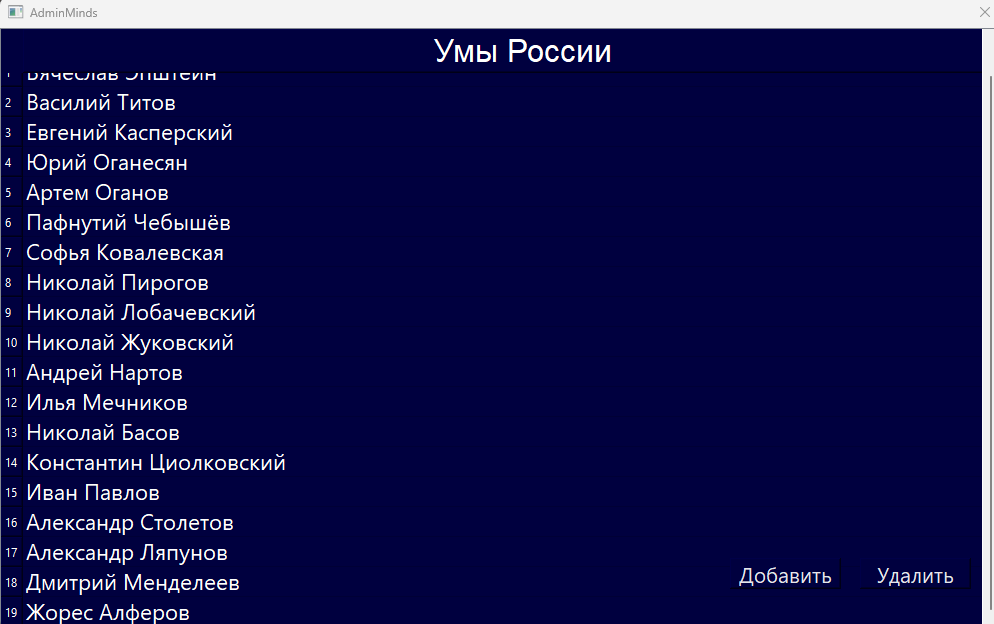 AdminMinds
Умы России
1 Вячеслав Эпштейн
2 Василий Титов
3 Евгений Касперский
4 Юрий Оганесян
5 Артем Оганов
6 Пафнутий Чебышёв
7 Софья Ковалевская
8 Николай Пирогов
9 Николай Лобачевский
10 Николай Жуковский
11 Андрей Нартов
12 Илья Мечников
13 Николай Басов
14 Константин Циолковский
15 Иван Павлов
16 Александр Столетов
17 Александр Ляпунов
18 Дмитрий Менделеев
19 Жорес Алферов
Добавить Удалить